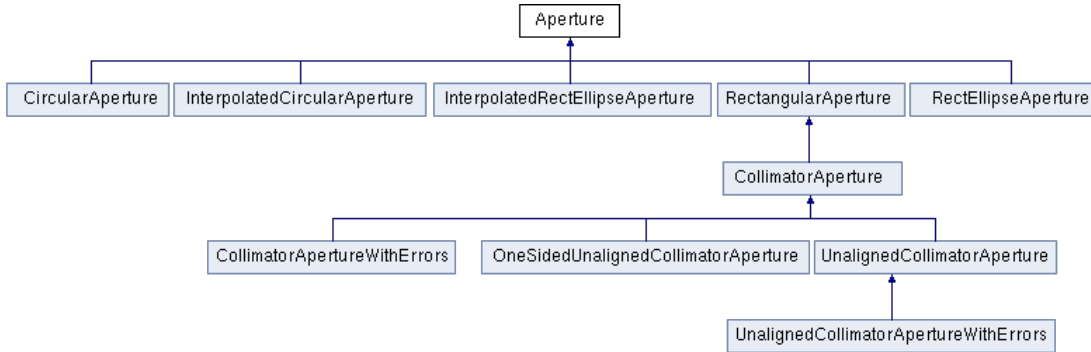 Aperture
CircularAperture
InterpolatedCircularAperture
InterpolatedRectEllipseAperture
RectangularAperture
RectEllipseAperture
CollimatorAperture
CollimatorApertureWithErrors
OneSidedUnalignedCollimatorAperture
UnalignedCollimatorAperture
UnalignedCollimatorApertureWithErrors